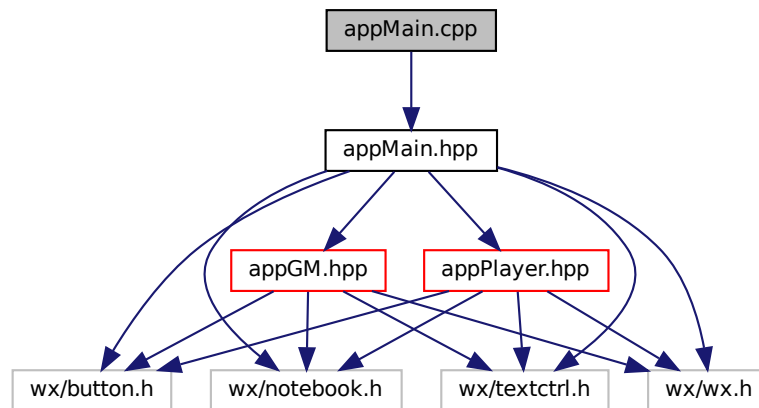 appMain.cpp
appMain.hpp
appGM.hpp
appPlayer.hpp
wx/button.h
wx/notebook.h
wx/textctrl.h
wx/wx.h